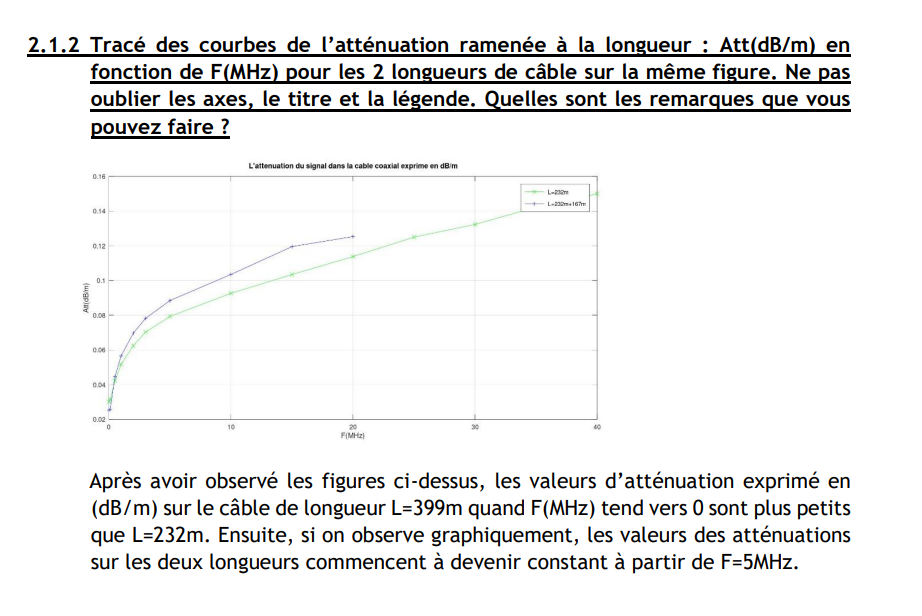 2.1.2 Tracé des courbes de l’atténuation ramenée à la longueur : Att(dB/m) en
fonction de F(MHz) pour les 2 longueurs de câble sur la même figure. Ne pas
oublier les axes, le titre et la légende. Quelles sont les remarques que vous
pouvez faire ?
L'attenuation du signal dans la cable coaxial exprime en dB/m
0.16
L=232m
L=232m+167m
0.14
0.12
0.1
Att(dB/m)
0.08
0.06
0.04
0.02
0 10 20 30 40
F(MHz)
Après avoir observé les figures ci-dessus, les valeurs d’atténuation exprimé en
(dB/m) sur le câble de longueur L=399m quand F(MHz) tend vers 0 sont plus petits
que L=232m. Ensuite, si on observe graphiquement, les valeurs des atténuations
sur les deux longueurs commencent à devenir constant à partir de F=5MHz.